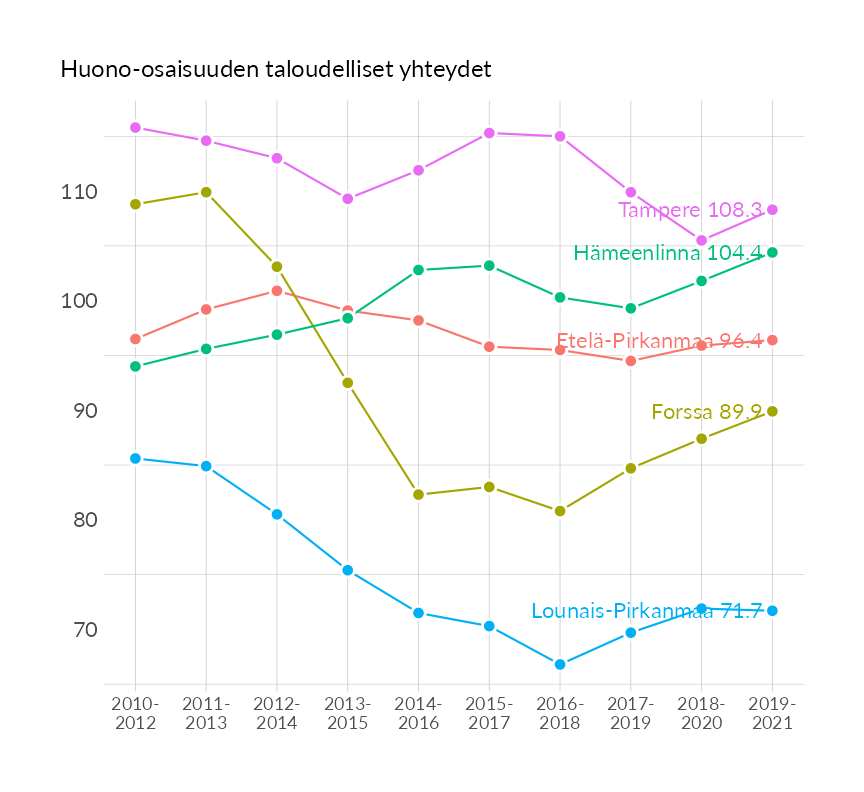 Huono-osaisuuden taloudelliset yhteydet
110
100
90
80
70
Tampere 108.3
Hämeenlinna 104.4
Etelä-Pirkanmaa 96.4
Forssa 89.9
Lounais-Pirkanmaa 71.7
2010- 2011- 2012- 2013- 2014- 2015- 2016- 2017- 2018- 2019-
2012 2013 2014 2015 2016 2017 2018 2019 2020 2021